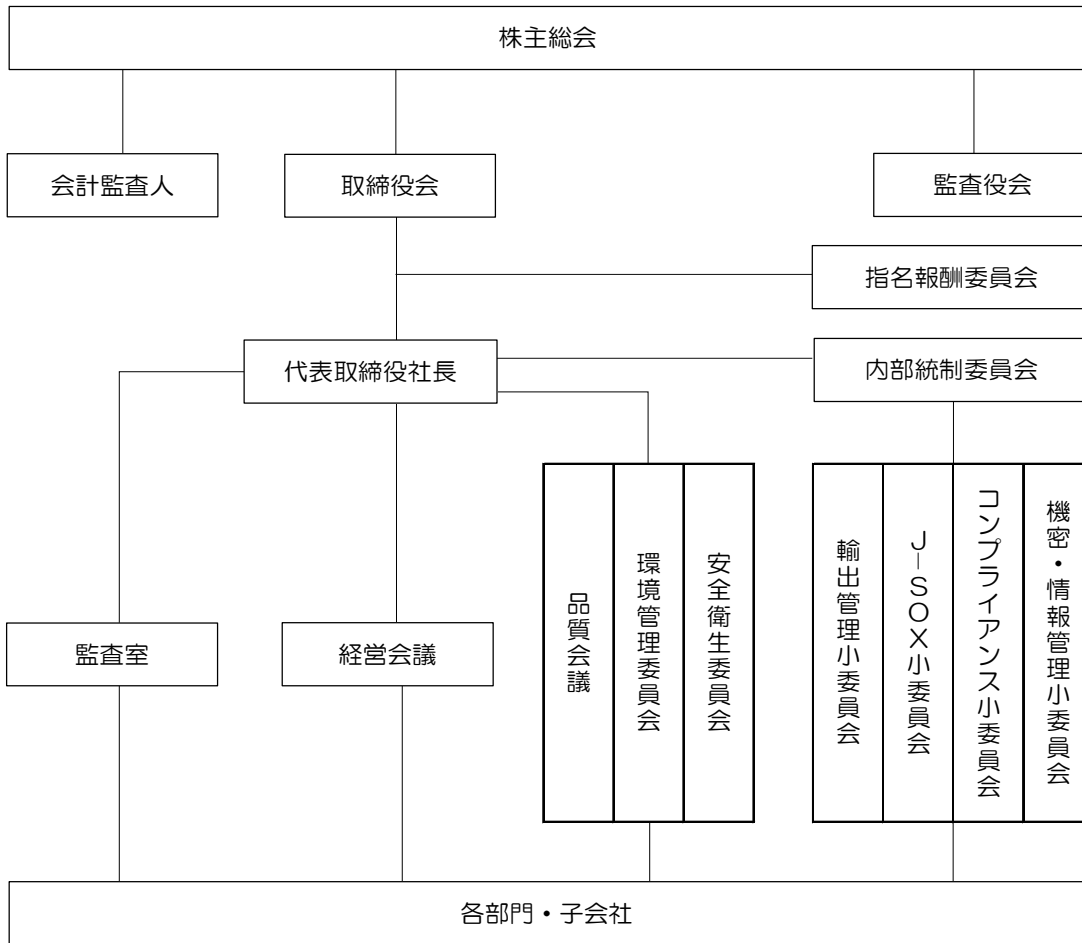 株主総会
会計監査人
取締役会
監査役会
指名報酬委員会
代表取締役社長
内部統制委員会
監査室
経営会議
品質会議
環境管理委員会
安全衛生委員会
輸出管理小委員会
J－SOX小委員会
コンプライアンス小委員会
機密・情報管理小委員会
各部門・子会社